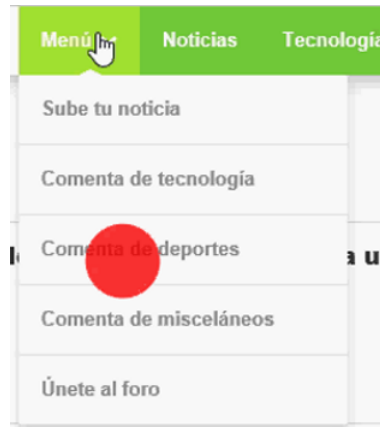 Menú Noticias Tecnología
Sube tu noticia
Comenta de tecnología
Comenta de deportes
a u
Comenta de misceláneos
Únete al foro